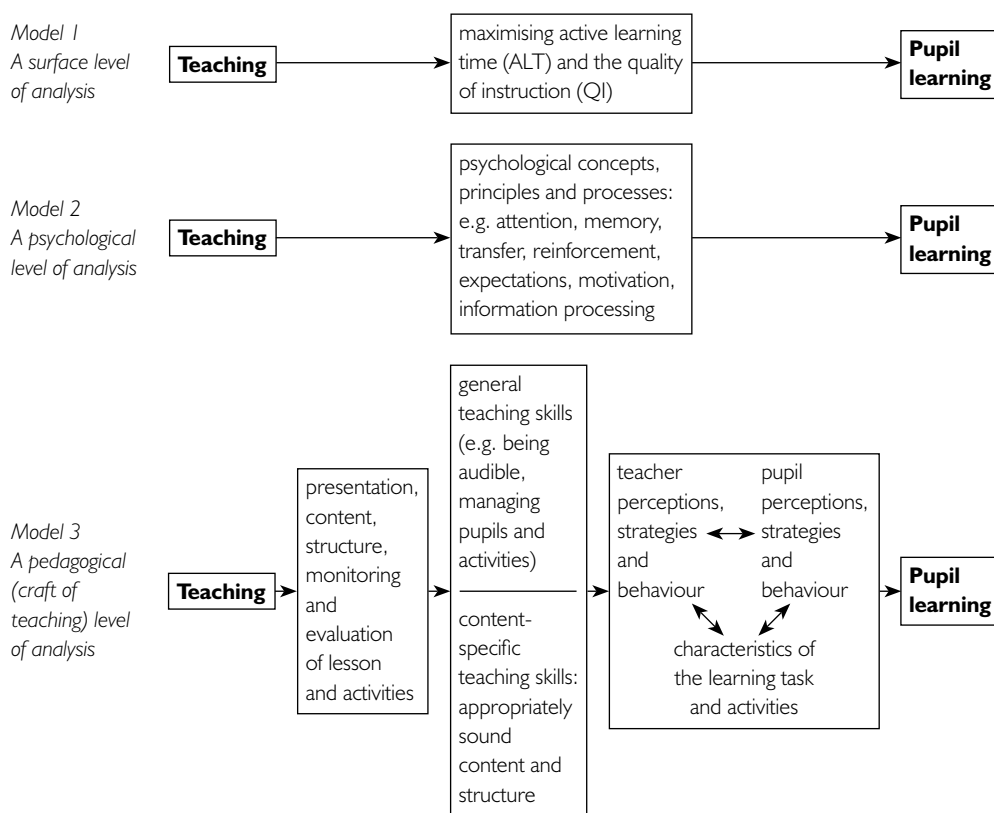 Model 1
A surface level
of analysis
Teaching
maximising active learning
time (ALT) and the quality
of instruction (QI)
Pupil
learning
Model 2
A psychological
level of analysis
Teaching
psychological concepts,
principles and processes:
e.g. attention, memory,
transfer, reinforcement,
expectations, motivation,
information processing
Pupil
learning
Model 3
A pedagogical
(craft of
teaching) level
of analysis
Teaching
presentation,
content,
structure,
monitoring
and
evaluation
of lesson
and activities
general
teaching skills
(e.g. being
audible,
managing
pupils and
activities)
content-
specific
teaching skills:
appropriately
sound
content and
structure
teacher
perceptions,
strategies
and
behaviour
pupil
perceptions,
strategies
and
behaviour
characteristics of
the learning task
and activities
Pupil
learning